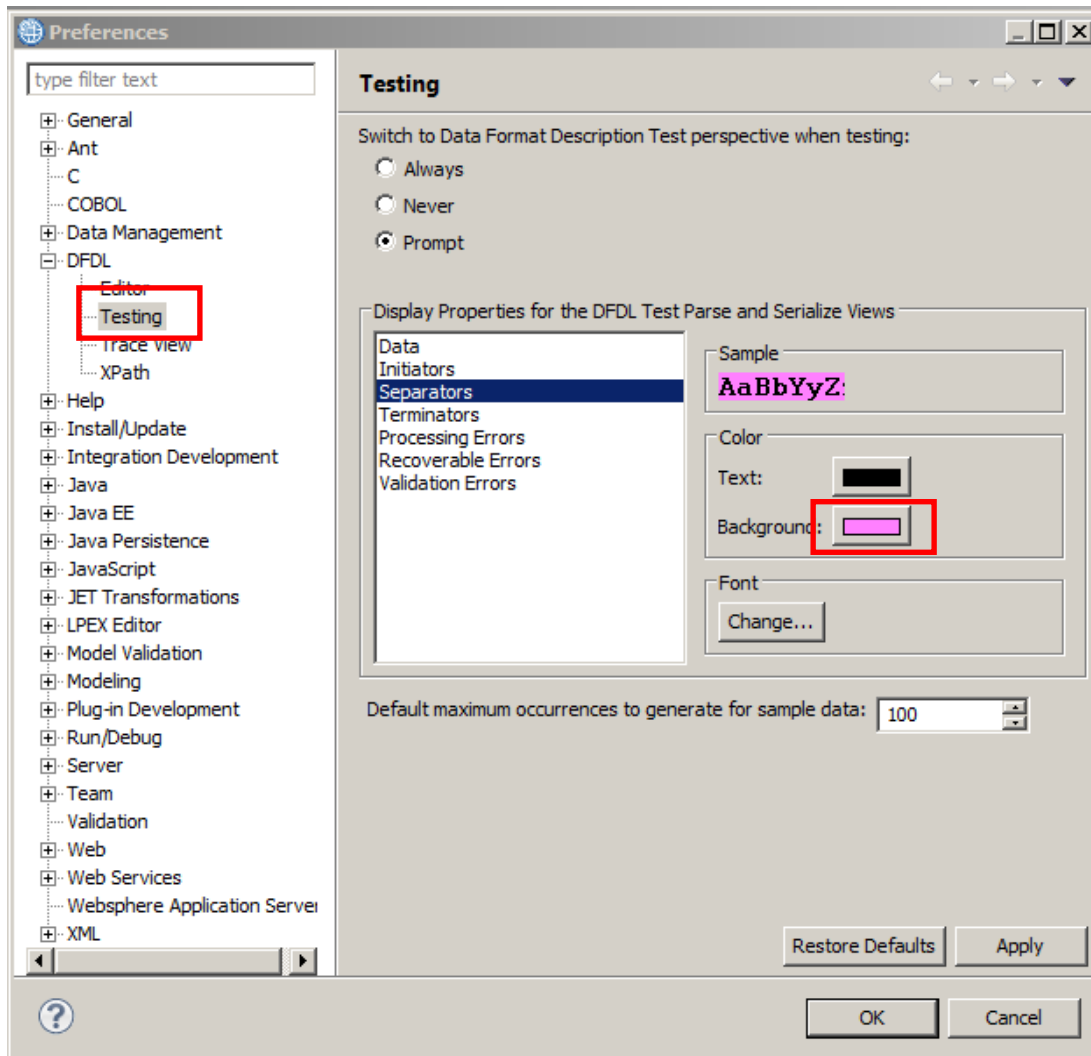 Preferences
type filter text
General
Ant
C
COBOL
Data Management
DFDL
Editor
Testing
Trace View
XPath
Help
Install/Update
Integration Development
Java
Java EE
Java Persistence
JavaScript
JET Transformations
LPEX Editor
Model Validation
Modeling
Plug-in Development
Run/Debug
Server
Team
Validation
Web
Web Services
Websphere Application Server
XML
Testing
Switch to Data Format Description Test perspective when testing:
Always
Never
Prompt
Display Properties for the DFDL Test Parse and Serialize Views
Data
Initiators
Separators
Terminators
Processing Errors
Recoverable Errors
Validation Errors
Sample
AaBbYyZ
Color
Text:
Background:
Font
Change...
Default maximum occurrences to generate for sample data: 100
Restore Defaults Apply
? OK Cancel